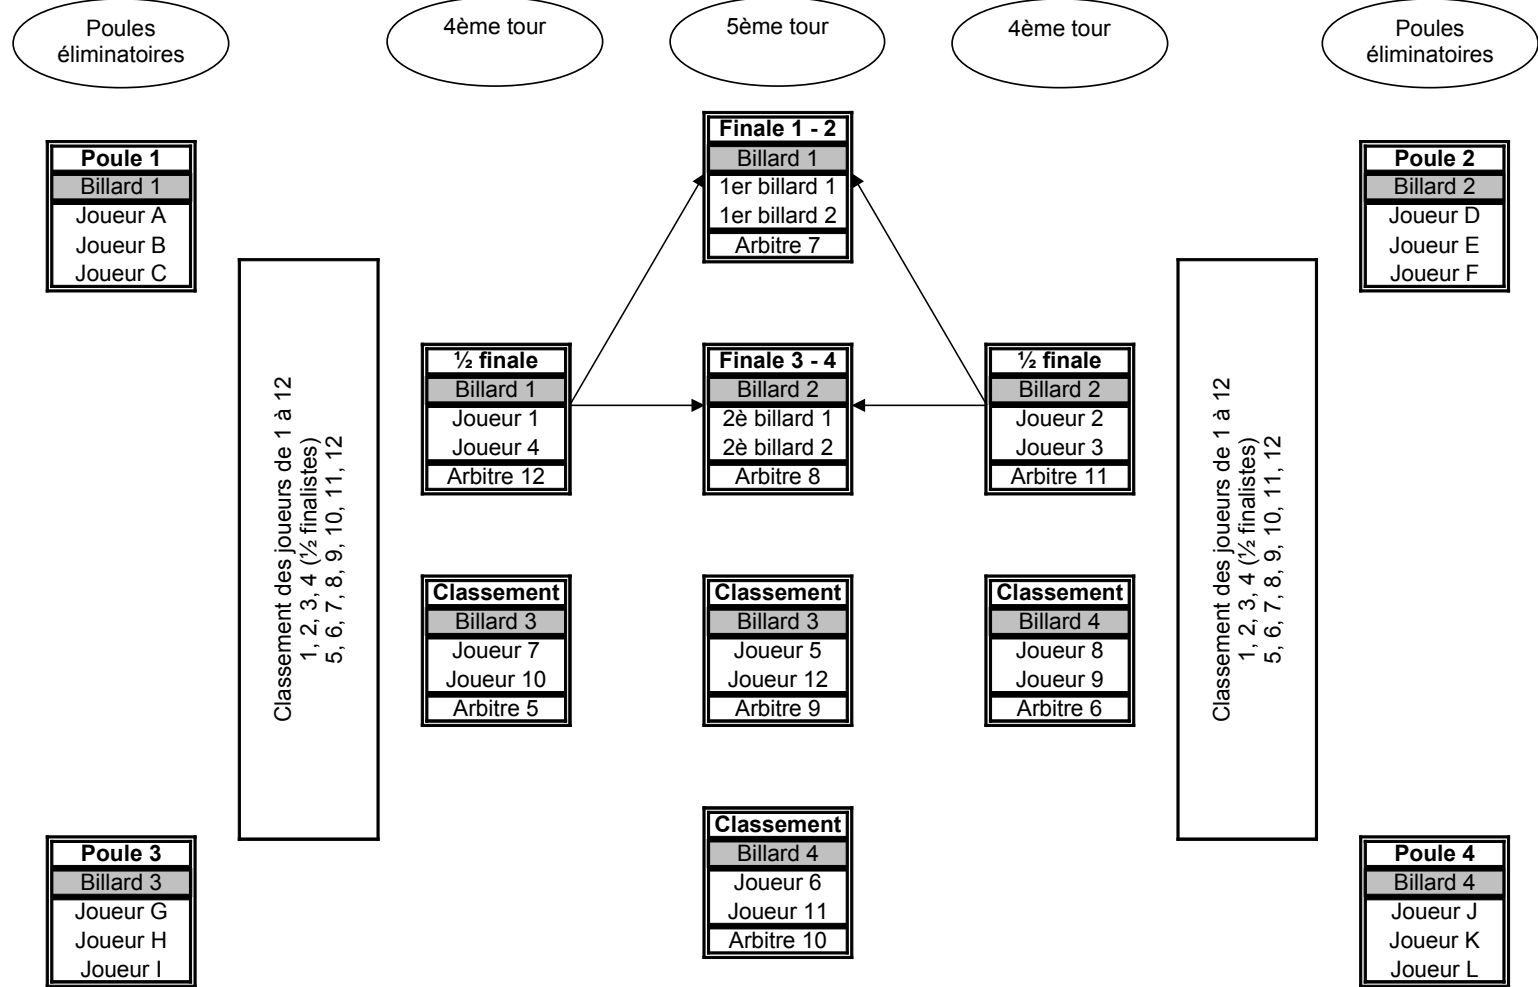 Poules
éliminatoires
4ème tour
5ème tour
4ème tour
Poules
éliminatoires
Poule 1
Billard 1
Joueur A
Joueur B
Joueur C
Finale 1 - 2
Billard 1
1er billard 1
1er billard 2
Arbitre 7
Poule 2
Billard 2
Joueur D
Joueur E
Joueur F
Classement des joueurs de 1 à 12
1, 2, 3, 4 (½ finalistes)
5, 6, 7, 8, 9, 10, 11, 12
½ finale
Billard 1
Joueur 1
Joueur 4
Arbitre 12
Finale 3 - 4
Billard 2
2è billard 1
2è billard 2
Arbitre 8
½ finale
Billard 2
Joueur 2
Joueur 3
Arbitre 11
Classement des joueurs de 1 à 12
1, 2, 3, 4 (½ finalistes)
5, 6, 7, 8, 9, 10, 11, 12
Classement
Billard 3
Joueur 7
Joueur 10
Arbitre 5
Classement
Billard 3
Joueur 5
Joueur 12
Arbitre 9
Classement
Billard 4
Joueur 8
Joueur 9
Arbitre 6
Poule 3
Billard 3
Joueur G
Joueur H
Joueur I
Classement
Billard 4
Joueur 6
Joueur 11
Arbitre 10
Poule 4
Billard 4
Joueur J
Joueur K
Joueur L